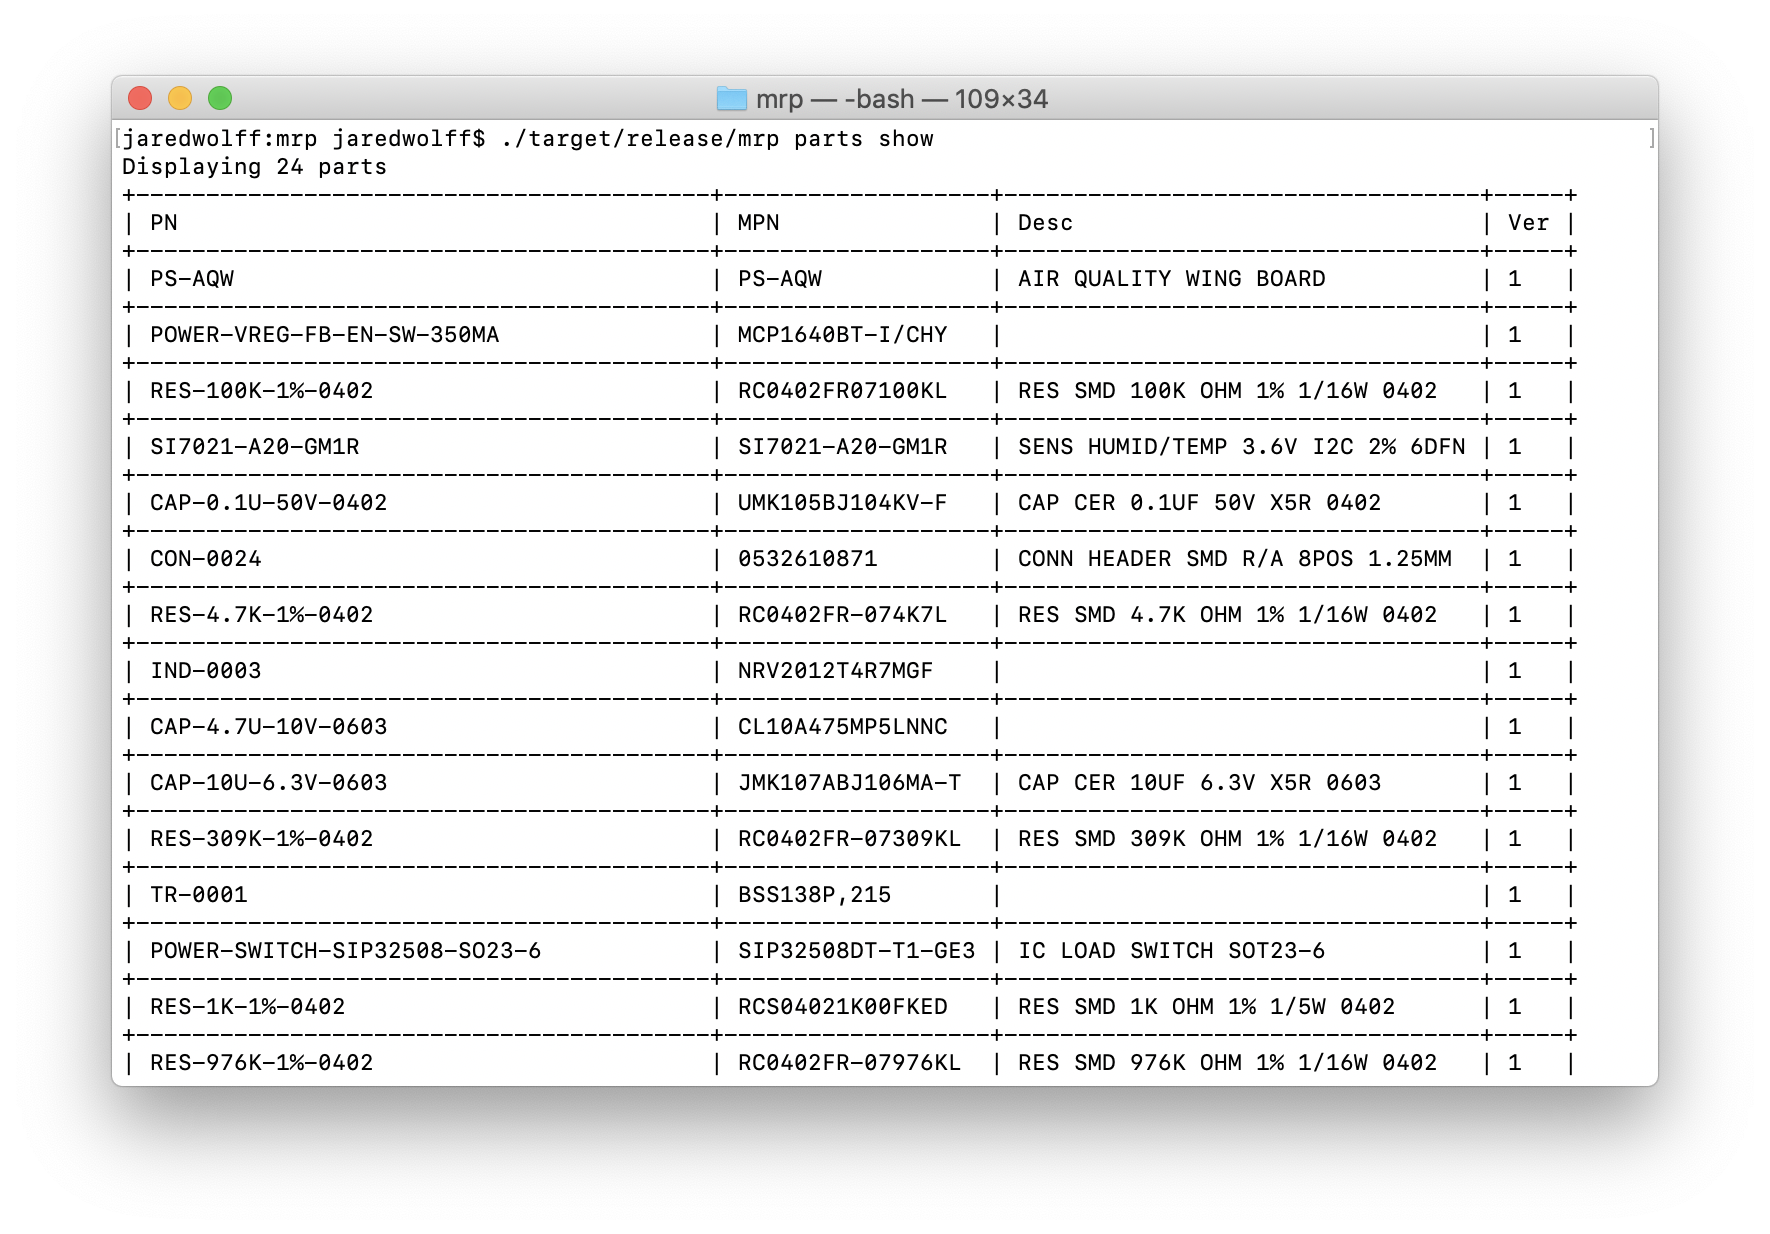 mrp — -bash — 109×34
[jaredwolff:mrp jaredwolff$ ./target/release/mrp parts show ]
Displaying 24 parts
+-----------------------------------------+-------------------+----------------------------------+-----+
| PN                                      | MPN               | Desc                             | Ver |
+-----------------------------------------+-------------------+----------------------------------+-----+
| PS-AQW                                  | PS-AQW            | AIR QUALITY WING BOARD           | 1   |
+-----------------------------------------+-------------------+----------------------------------+-----+
| POWER-VREG-FB-EN-SW-350MA               | MCP1640BT-I/CHY   |                                  | 1   |
+-----------------------------------------+-------------------+----------------------------------+-----+
| RES-100K-1%-0402                        | RC0402FR07100KL   | RES SMD 100K OHM 1% 1/16W 0402   | 1   |
+-----------------------------------------+-------------------+----------------------------------+-----+
| SI7021-A20-GM1R                         | SI7021-A20-GM1R   | SENS HUMID/TEMP 3.6V I2C 2% 6DFN | 1   |
+-----------------------------------------+-------------------+----------------------------------+-----+
| CAP-0.1U-50V-0402                       | UMK105BJ104KV-F   | CAP CER 0.1UF 50V X5R 0402       | 1   |
+-----------------------------------------+-------------------+----------------------------------+-----+
| CON-0024                                | 0532610871        | CONN HEADER SMD R/A 8POS 1.25MM  | 1   |
+-----------------------------------------+-------------------+----------------------------------+-----+
| RES-4.7K-1%-0402                        | RC0402FR-074K7L   | RES SMD 4.7K OHM 1% 1/16W 0402   | 1   |
+-----------------------------------------+-------------------+----------------------------------+-----+
| IND-0003                                | NRV2012T4R7MGF    |                                  | 1   |
+-----------------------------------------+-------------------+----------------------------------+-----+
| CAP-4.7U-10V-0603                       | CL10A475MP5LNNC   |                                  | 1   |
+-----------------------------------------+-------------------+----------------------------------+-----+
| CAP-10U-6.3V-0603                       | JMK107ABJ106MA-T  | CAP CER 10UF 6.3V X5R 0603       | 1   |
+-----------------------------------------+-------------------+----------------------------------+-----+
| RES-309K-1%-0402                        | RC0402FR-07309KL  | RES SMD 309K OHM 1% 1/16W 0402   | 1   |
+-----------------------------------------+-------------------+----------------------------------+-----+
| TR-0001                                 | BSS138P,215       |                                  | 1   |
+-----------------------------------------+-------------------+----------------------------------+-----+
| POWER-SWITCH-SIP32508-SO23-6            | SIP32508DT-T1-GE3 | IC LOAD SWITCH SOT23-6           | 1   |
+-----------------------------------------+-------------------+----------------------------------+-----+
| RES-1K-1%-0402                          | RCS04021K00FKED   | RES SMD 1K OHM 1% 1/5W 0402      | 1   |
+-----------------------------------------+-------------------+----------------------------------+-----+
| RES-976K-1%-0402                        | RC0402FR-07976KL  | RES SMD 976K OHM 1% 1/16W 0402   | 1   |